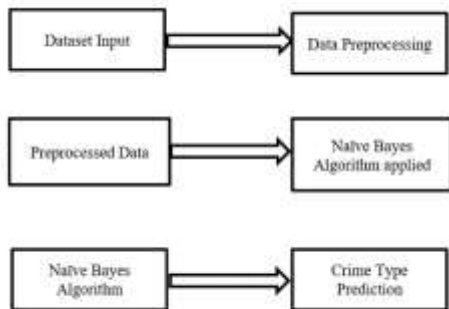 Dataset Input
Data Preprocessing
Preprocessed Data
Naïve Bayes
Algorithm applied
Naïve Bayes
Algorithm
Crime Type
Prediction